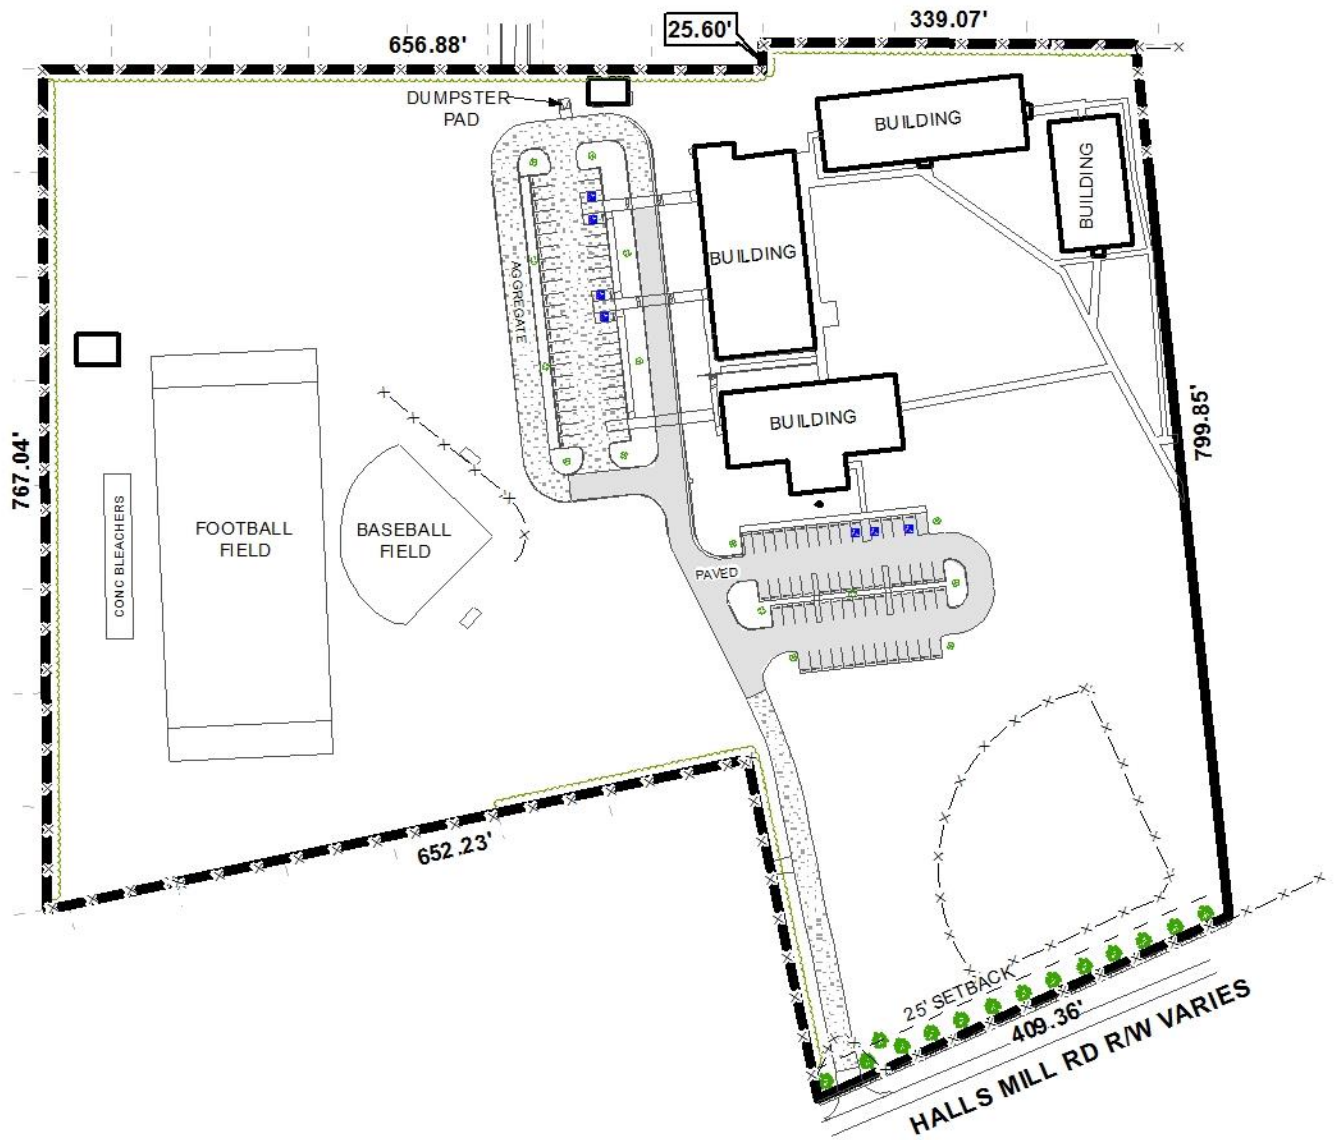 339.07'
25.60'
656.88'
DUMPSTER
PAD
BUILDING
BUILDING
BUILDING
AGGREGATE
BUILDING
799.85'
767.04'
CONC BLEACHERS
FOOTBALL
FIELD
BASEBALL
FIELD
PAVED
652.23'
25' SETBACK
409.36'
HALLS MILL RD R/W VARIES